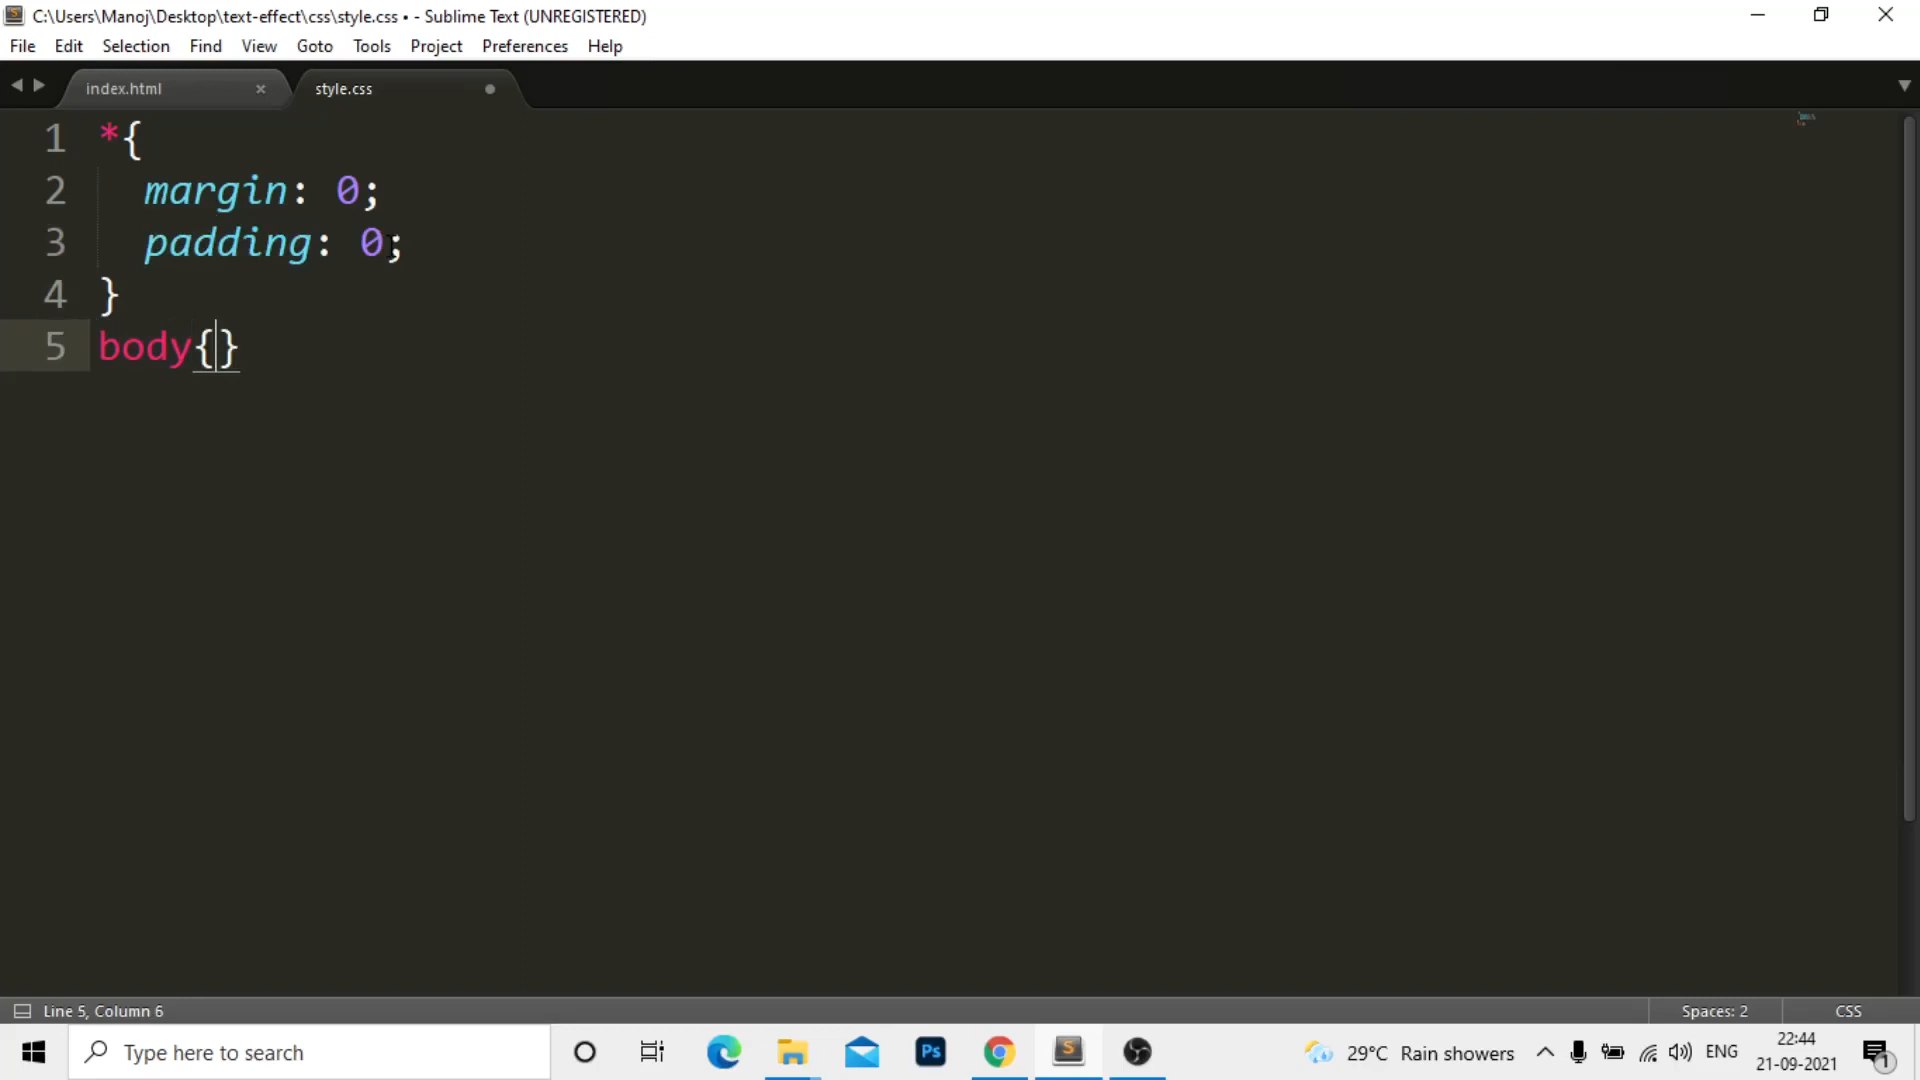 C:\Users\Manoj\Desktop\text-effect\css\style.css • - Sublime Text (UNREGISTERED)
File Edit Selection Find View Goto Tools Project Preferences Help
index.html × style.css
1 *{
2 margin: 0;
3 padding: 0;
4 }
5 body{}
Line 5, Column 6 Spaces: 2 CSS
Type here to search Ps S 29°C Rain showers ENG 22:44
21-09-2021 1